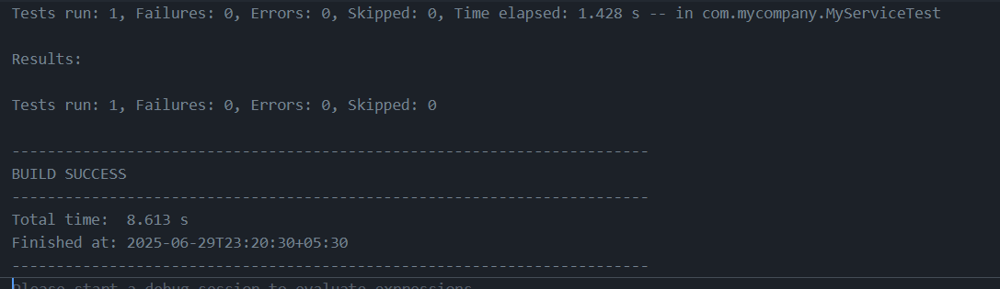 Tests run: 1, Failures: 0, Errors: 0, Skipped: 0, Time elapsed: 1.428 s -- in com.mycompany.MyServiceTest
Results:
Tests run: 1, Failures: 0, Errors: 0, Skipped: 0
------------------------------------------------------------------------
BUILD SUCCESS
------------------------------------------------------------------------
Total time:  8.613 s
Finished at: 2025-06-29T23:20:30+05:30
------------------------------------------------------------------------
Please start a debug session to evaluate expressions